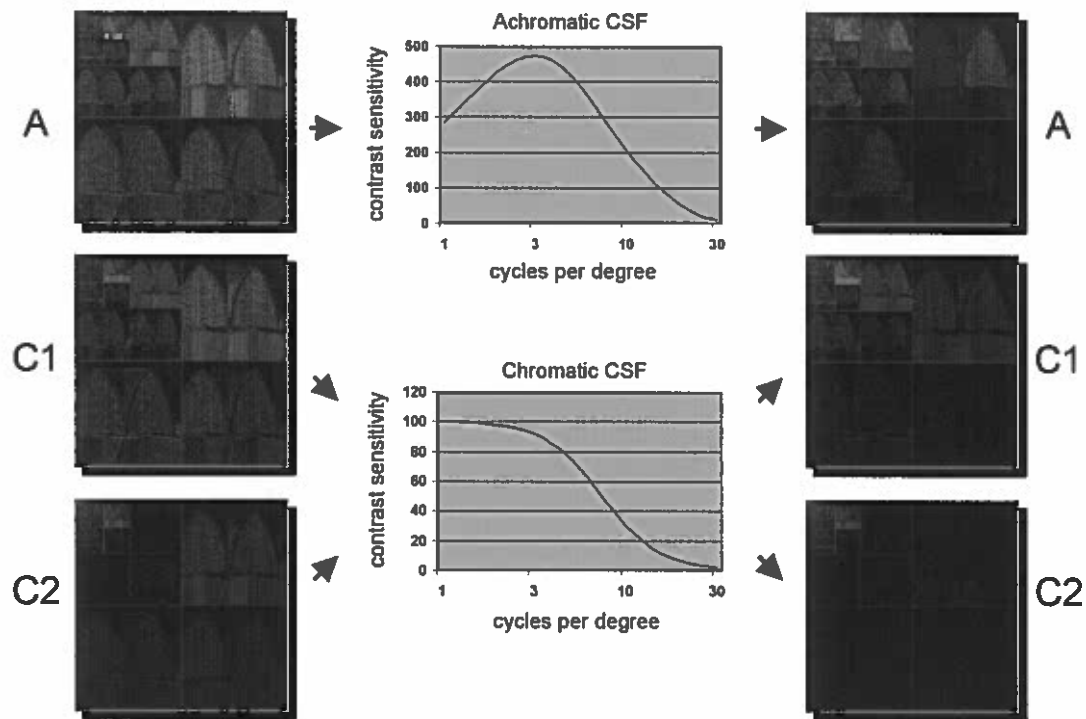 Achromatic CSF
500
400
300
200
100
0
contrast sensitivity
1 3 10 30
cycles per degree
A
A
C1
C1
Chromatic CSF
120
100
80
60
40
20
0
contrast sensitivity
1 3 10 30
cycles per degree
C2
C2